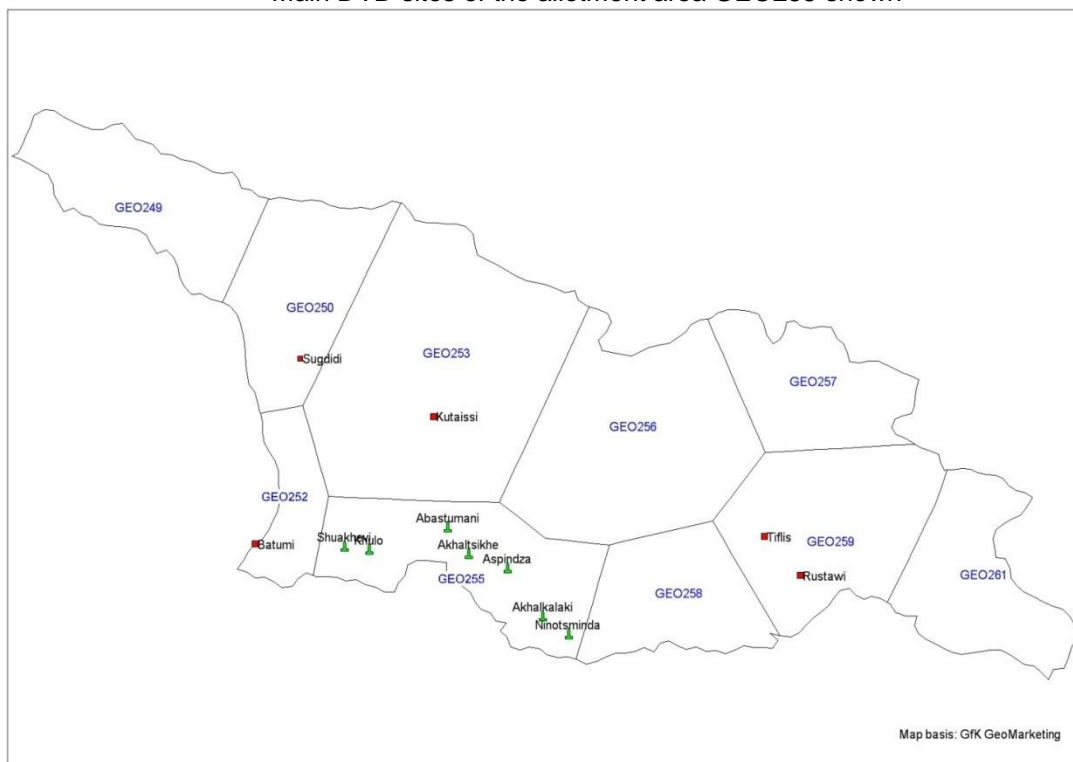 GEO249
GEO250
Sugdidi
GEO253
GEO257
Kutaissi
GEO256
GEO252
Abastumani
Batumi
Shuakhevi
Khulo
Akhaltsikhe
Tiflis
GEO259
Aspindza
GEO255
Rustawi
GEO261
GEO258
Akhalkalaki
Ninotsminda
Map basis: GfK GeoMarketing